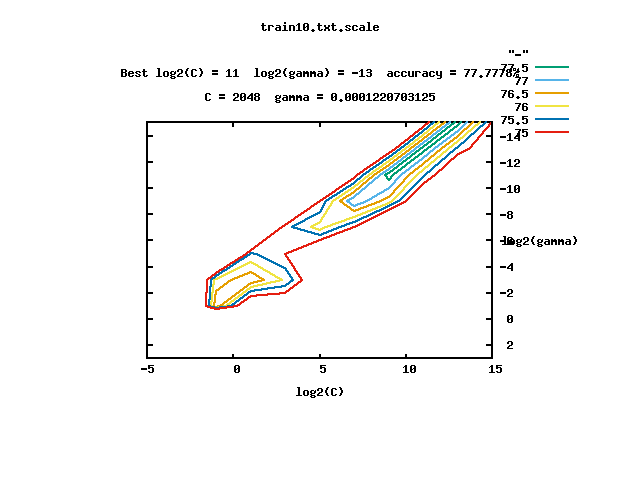 train10.txt.scale
"-"
Best log2(C) = 11  log2(gamma) = -13  accuracy = 77.7778%
77.5
77
C = 2048  gamma = 0.0001220703125
76.5
76
75.5
75
-14
-12
-10
-8
-6
log2(gamma)
-4
-2
0
2
-5 0 5 10 15
log2(C)